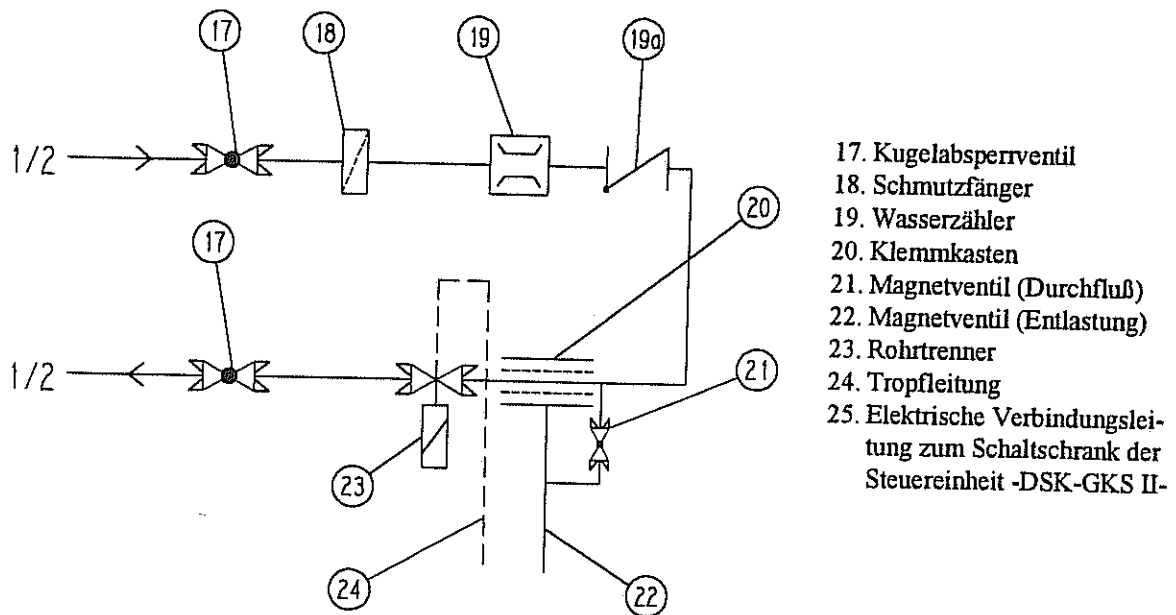 17
18
19
19a
1/2
17
20
1/2
21
23
24
22
17. Kugelabsperrventil
18. Schmutzfänger
19. Wasserzähler
20. Klemmkasten
21. Magnetventil (Durchfluß)
22. Magnetventil (Entlastung)
23. Rohrtrenner
24. Tropfleitung
25. Elektrische Verbindungslei-
tung zum Schaltschrank der
Steuereinheit -DSK-GKS II-